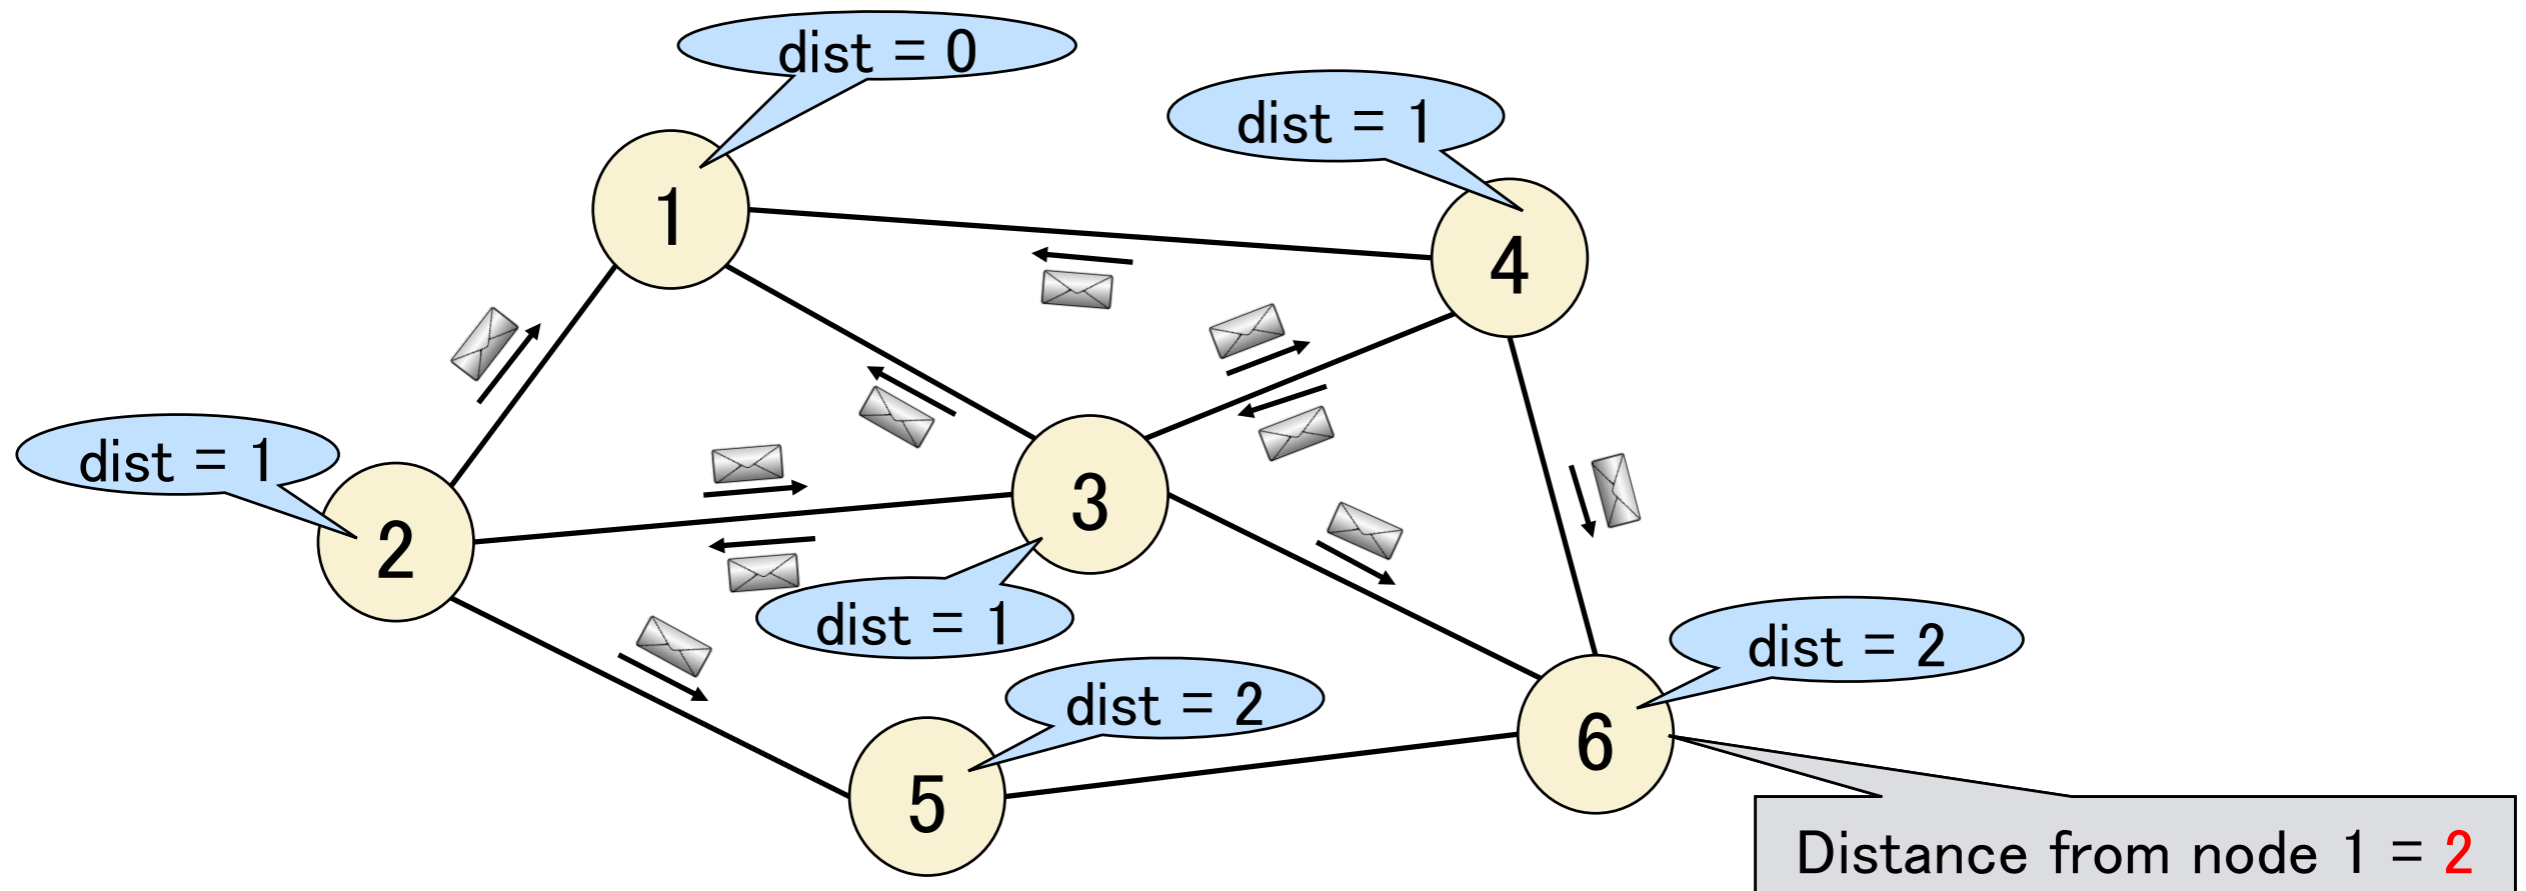 dist = 0
dist = 1
1
4
dist = 1
2
3
dist = 1
dist = 2
dist = 2
5
6
Distance from node 1 = 2